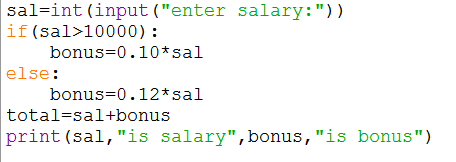 sal=int(input("enter salary:"))
if(sal>10000):
    bonus=0.10*sal
else:
    bonus=0.12*sal
total=sal+bonus
print(sal,"is salary",bonus,"is bonus")